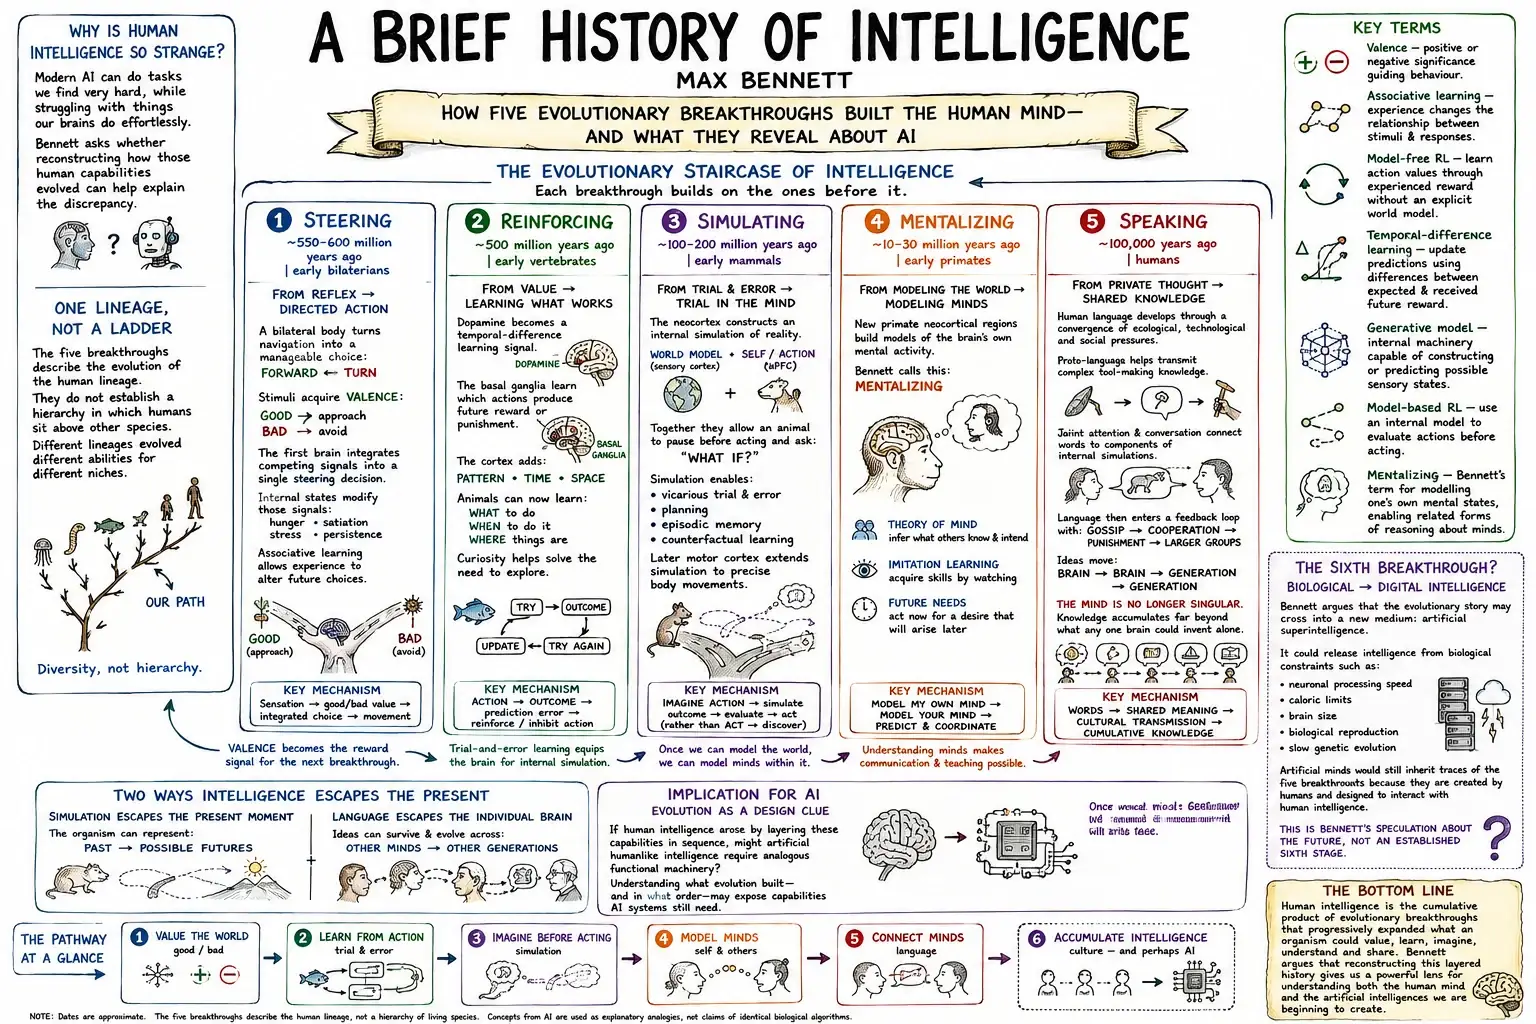 A BRIEF HISTORY OF INTELLIGENCE
MAX BENNETT
HOW FIVE EVOLUTIONARY BREAKTHROUGHS BUILT THE HUMAN MIND—
AND WHAT THEY REVEAL ABOUT AI
WHY IS HUMAN
INTELLIGENCE SO STRANGE?
Modern AI can do tasks
we find very hard, while
struggling with things
our brains do effortlessly.
Bennett asks whether
reconstructing how those
human capabilities
evolved can help explain
the discrepancy.
?
ONE LINEAGE,
NOT A LADDER
The five breakthroughs
describe the evolution of
the human lineage.
They do not establish a
hierarchy in which humans
sit above other species.
Different lineages evolved
different abilities for
different niches.
OUR PATH
Diversity, not hierarchy.
THE EVOLUTIONARY STAIRCASE OF INTELLIGENCE
Each breakthrough builds on the ones before it.
1 STEERING
~550–600 million
years ago
| early bilaterians
FROM REFLEX →
DIRECTED ACTION
A bilateral body turns
navigation into a
manageable choice:
FORWARD ←→ TURN
Stimuli acquire VALENCE:
GOOD → approach
BAD → avoid
The first brain integrates
competing signals into a
single steering decision.
Internal states modify
those signals:
hunger • satiation
stress • persistence
Associative learning
allows experience to
alter future choices.
GOOD
(approach)
BAD
(avoid)
KEY MECHANISM
Sensation → good/bad value →
integrated choice → movement
2 REINFORCING
~500 million years ago
| early vertebrates
FROM VALUE →
LEARNING WHAT WORKS
Dopamine becomes a
temporal-difference
learning signal.
DOPAMINE
The basal ganglia learn
which actions produce
future reward or
punishment.
BASAL
GANGLIA
The cortex adds:
PATTERN • TIME • SPACE
Animals can now learn:
WHAT to do
WHEN to do it
WHERE things are
Curiosity helps solve the
need to explore.
TRY → OUTCOME
UPDATE ← TRY AGAIN
KEY MECHANISM
ACTION → OUTCOME →
prediction error →
reinforce / inhibit action
3 SIMULATING
~100–200 million years ago
| early mammals
FROM TRIAL & ERROR →
TRIAL IN THE MIND
The neocortex constructs an
internal simulation of reality.
WORLD MODEL + SELF / ACTION
(sensory cortex) (aPFC)
+
Together they allow an animal
to pause before acting and ask:
"WHAT IF?"
Simulation enables:
• vicarious trial & error
• planning
• episodic memory
• counterfactual learning
Later motor cortex extends
simulation to precise
body movements.
KEY MECHANISM
IMAGINE ACTION → simulate
outcome → evaluate → act
(rather than ACT → discover)
4 MENTALIZING
~10–30 million years ago
| early primates
FROM MODELING THE WORLD →
MODELING MINDS
New primate neocortical regions
build models of the brain's own
mental activity.
Bennett calls this:
MENTALIZING
THEORY OF MIND
infer what others know & intend
IMITATION LEARNING
acquire skills by watching
FUTURE NEEDS
act now for a desire that
will arise later
KEY MECHANISM
MODEL MY OWN MIND →
MODEL YOUR MIND →
PREDICT & COORDINATE
5 SPEAKING
~100,000 years ago
| humans
FROM PRIVATE THOUGHT →
SHARED KNOWLEDGE
Human language develops through a
convergence of ecological, technological
and social pressures.
Proto-language helps transmit
complex tool-making knowledge.
Jaiint attention & conversation connect
words to components of
internal simulations.
Language then enters a feedback loop
with: GOSSIP → COOPERATION →
PUNISHMENT → LARGER GROUPS
Ideas move:
BRAIN → BRAIN → GENERATION
→ GENERATION
THE MIND IS NO LONGER SINGULAR.
Knowledge accumulates far beyond
what any one brain could invent alone.
KEY MECHANISM
WORDS → SHARED MEANING →
CULTURAL TRANSMISSION →
CUMULATIVE KNOWLEDGE
VALENCE becomes the reward
signal for the next breakthrough.
Trial-and-error learning equips
the brain for internal simulation.
Once we can model the world,
we can model minds within it.
Understanding minds makes
communication & teaching possible.
KEY TERMS
Valence — positive or
negative significance
guiding behaviour.
Associative learning —
experience changes the
relationship between
stimuli & responses.
Model-free RL — learn
action values through
experienced reward
without an explicit
world model.
Temporal-difference
learning — update
predictions using
differences between
expected & received
future reward.
Generative model —
internal machinery
capable of constructing
or predicting possible
sensory states.
Model-based RL — use
an internal model to
evaluate actions before
acting.
Mentalizing — Bennett's
term for modelling
one's own mental states,
enabling related forms
of reasoning about minds.
THE SIXTH BREAKTHROUGH?
BIOLOGICAL → DIGITAL INTELLIGENCE
Bennett argues that the evolutionary story may
cross into a new medium: artificial
superintelligence.
It could release intelligence from biological
constraints such as:
• neuronal processing speed
• caloric limits
• brain size
• biological reproduction
• slow genetic evolution
Artificial minds would still inherit traces of the
five breakthroughs because they are created by
humans and designed to interact with
human intelligence.
THIS IS BENNETT'S SPECULATION ABOUT
THE FUTURE, NOT AN ESTABLISHED
SIXTH STAGE.
?
TWO WAYS INTELLIGENCE ESCAPES THE PRESENT
SIMULATION ESCAPES THE PRESENT MOMENT
The organism can represent:
PAST → POSSIBLE FUTURES
+
LANGUAGE ESCAPES THE INDIVIDUAL BRAIN
Ideas can survive & evolve across:
OTHER MINDS → OTHER GENERATIONS
IMPLICATION FOR AI
EVOLUTION AS A DESIGN CLUE
If human intelligence arose by layering these
capabilities in sequence, might artificial
humanlike intelligence require analogous
functional machinery?
Understanding what evolution built—
and in what order—may expose capabilities
AI systems still need.
Once
will
THE BOTTOM LINE
Human intelligence is the cumulative
product of evolutionary breakthroughs
that progressively expanded what an
organism could value, learn, imagine,
understand and share. Bennett
argues that reconstructing this layered
history gives us a powerful lens for
understanding both the human mind
and the artificial intelligences we are
beginning to create.
THE PATHWAY
AT A GLANCE
1 VALUE THE WORLD
good / bad
2 LEARN FROM ACTION
trial & error
3 IMAGINE BEFORE ACTING
simulation
4 MODEL MINDS
self & others
5 CONNECT MINDS
language
6 ACCUMULATE INTELLIGENCE
culture — and perhaps AI
NOTE: Dates are approximate. The five breakthroughs describe the human lineage, not a hierarchy of living species. Concepts from AI are used as explanatory analogies, not claims of identical biological algorithms.